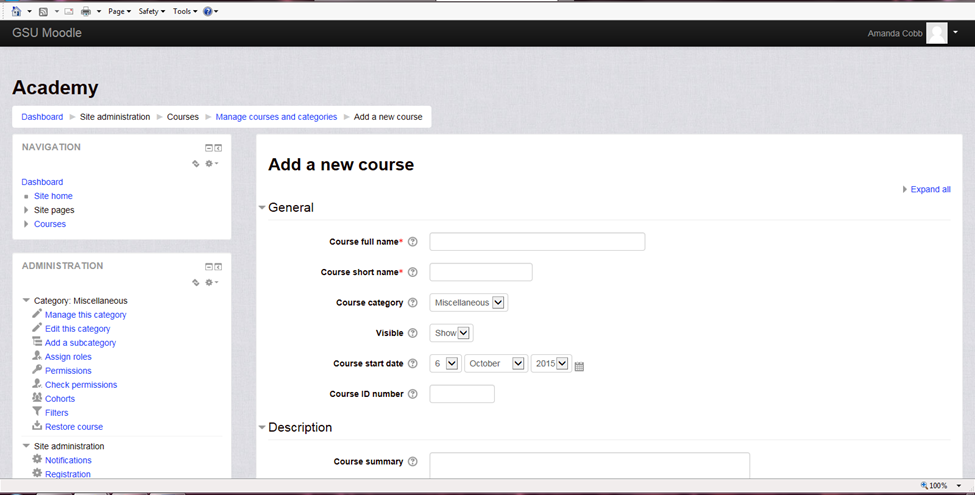 Page Safety Tools
GSU Moodle
Amanda Cobb
Academy
Dashboard Site administration Courses Manage courses and categories Add a new course
NAVIGATION
Dashboard
Site home
Site pages
Courses
ADMINISTRATION
Category: Miscellaneous
Manage this category
Edit this category
Add a subcategory
Assign roles
Permissions
Check permissions
Cohorts
Filters
Restore course
Site administration
Notifications
Registration
Add a new course
Expand all
General
Course full name*
Course short name*
Course category Miscellaneous
Visible Show
Course start date 6 October 2015
Course ID number
Description
Course summary
100%